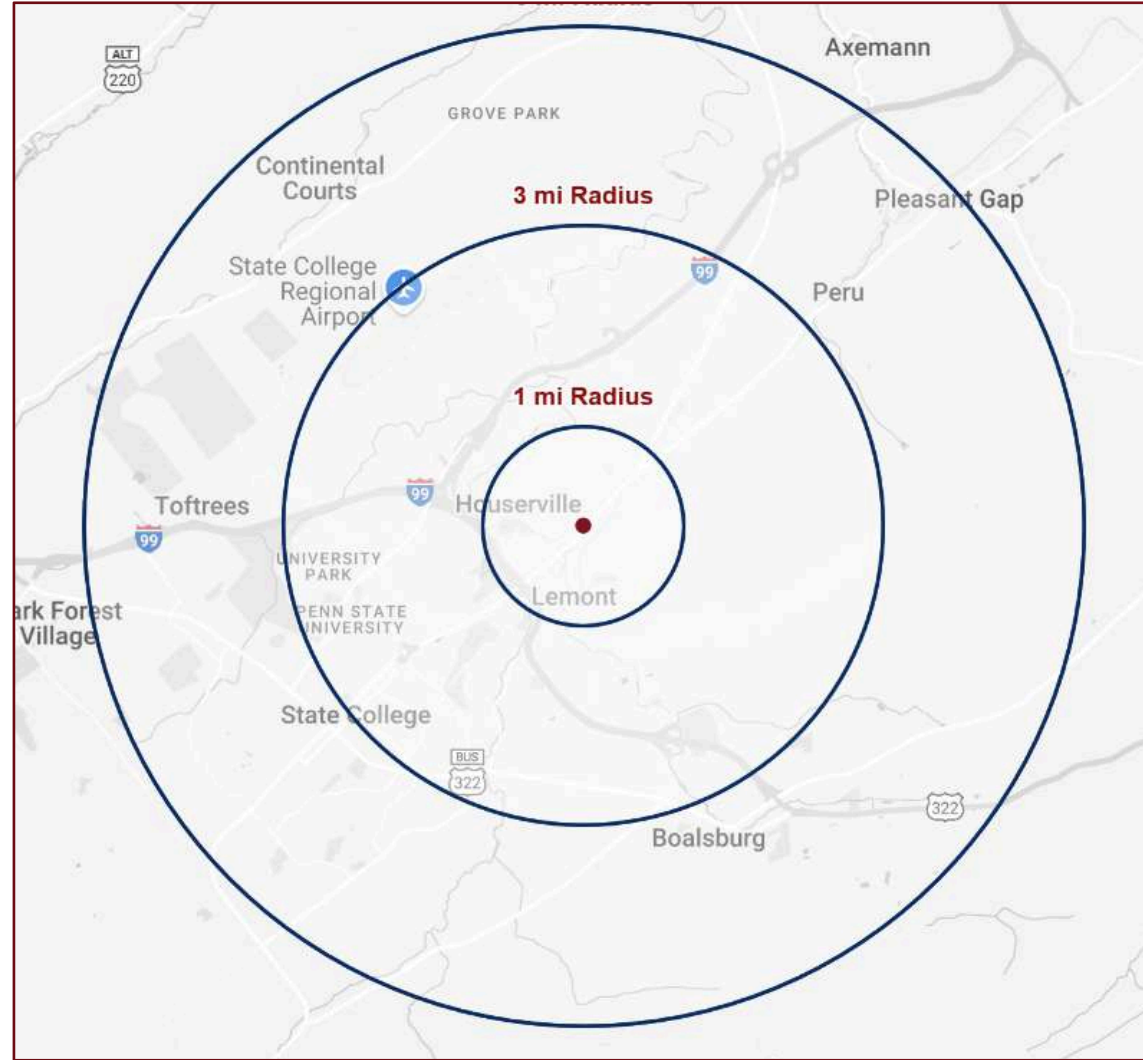 mi Radius
Axemann
ALT
220
GROVE PARK
Continental
Courts
3 mi Radius
Pleasant Gap
State College
Regional
Airport
99
Peru
1 mi Radius
99
Houserville
Toftrees
99
UNIVERSITY
PARK
Lemont
ark Forest
Village
PENN STATE
UNIVERSITY
State College
BUS
322
322
Boalsburg